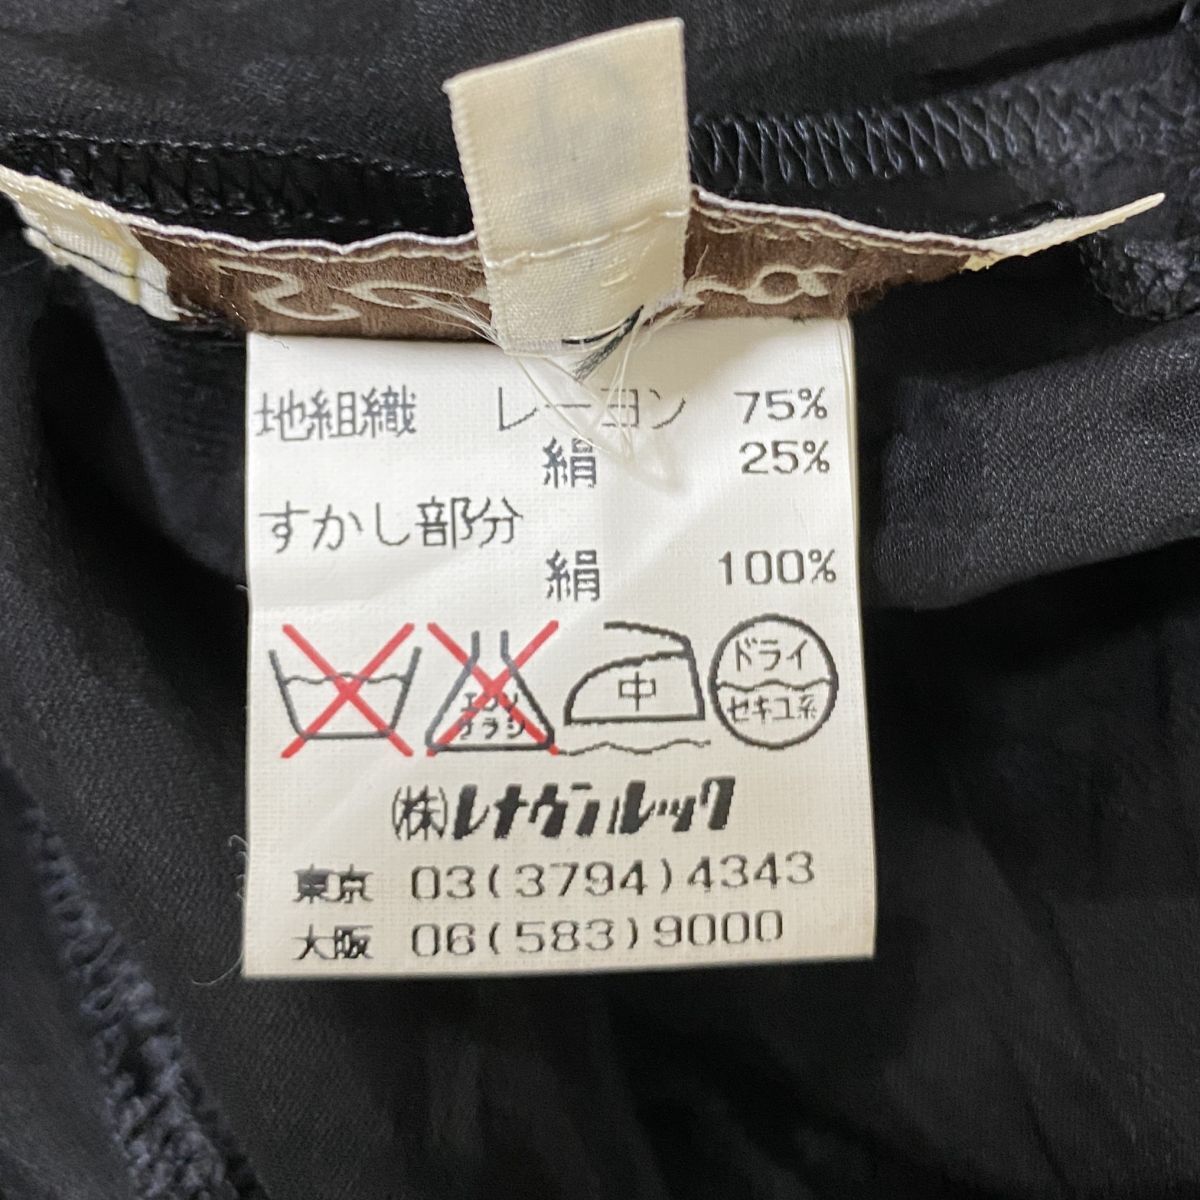 地組織 レーヨン 75%
絹 25%
すかし部分
絹 100%
エンソ
サラシ
中
ドライ
セキユ系
(株)レナウンルック
東京 03(3794)4343
大阪 06(583)9000